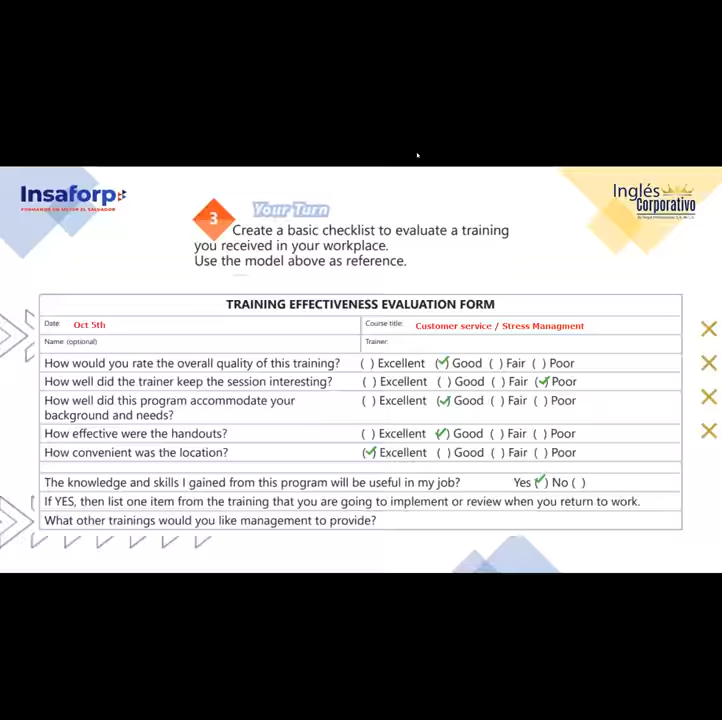 Insaforp
FORMANDO UN MEJOR EL SALVADOR
Inglés
Corporativo
3
Your Turn
Create a basic checklist to evaluate a training
you received in your workplace.
Use the model above as reference.
TRAINING EFFECTIVENESS EVALUATION FORM
Date: Oct 5th Course title: Customer service / Stress Managment
Name: (optional) Trainer:
How would you rate the overall quality of this training? ( ) Excellent (✓) Good ( ) Fair ( ) Poor
How well did the trainer keep the session interesting? ( ) Excellent ( ) Good ( ) Fair (✓) Poor
How well did this program accommodate your ( ) Excellent (✓) Good ( ) Fair ( ) Poor
background and needs?
How effective were the handouts? ( ) Excellent (✓) Good ( ) Fair ( ) Poor
How convenient was the location? (✓) Excellent ( ) Good ( ) Fair ( ) Poor
The knowledge and skills I gained from this program will be useful in my job? Yes (✓) No ( )
If YES, then list one item from the training that you are going to implement or review when you return to work.
What other trainings would you like management to provide?